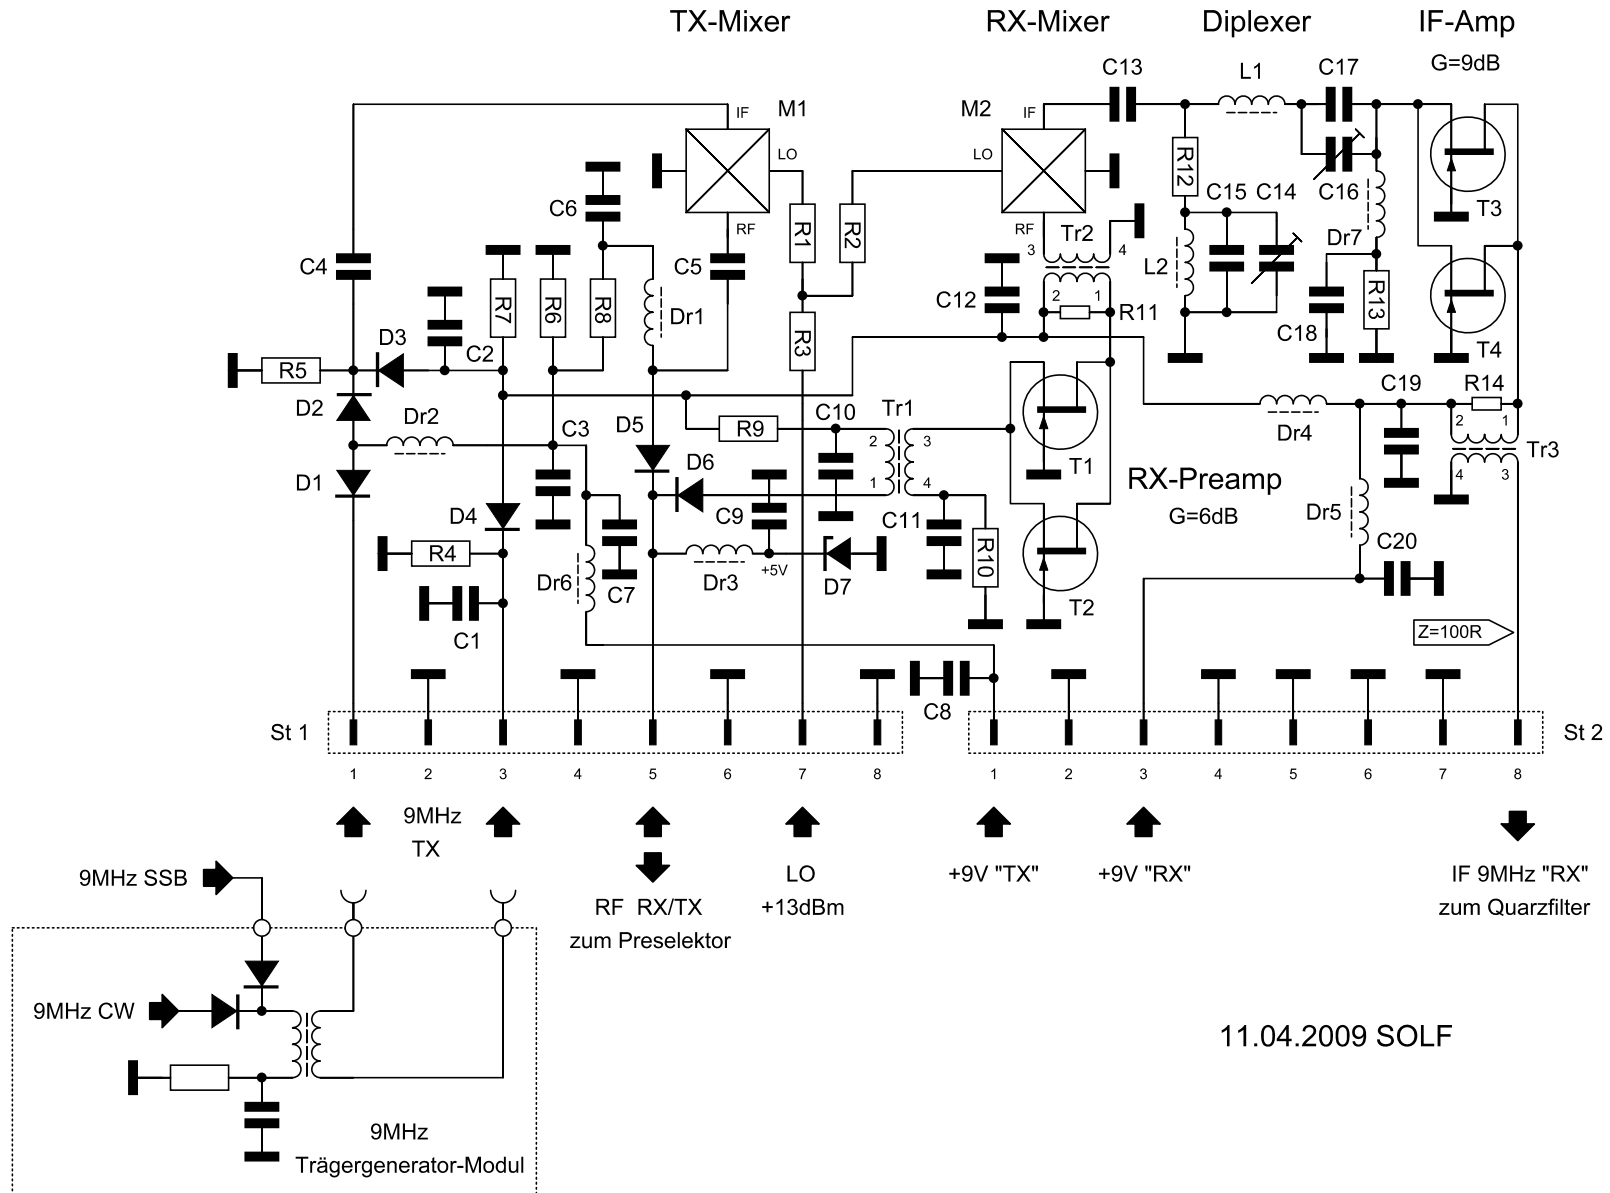 TX-Mixer
RX-Mixer
Diplexer
IF-Amp
G=9dB
C13
L1
C17
IF
M1
M2
IF
LO
LO
R12
C16
C15
C14
T3
C6
RF
R1
R2
RF
Tr2
3
4
Dr7
C4
C5
L2
R7
R6
R8
Dr1
C12
2
1
R11
C18
R13
T4
D3
C2
R3
R5
D2
C19
R14
Dr2
C3
D5
R9
C10
Tr1
2
3
1
4
T1
Dr4
2
1
4
3
Tr3
D1
D6
RX-Preamp
G=6dB
D4
C9
C11
Dr5
R4
Dr6
C7
Dr3
+5V
D7
R10
T2
C20
C1
Z=100R
C8
St 1
St 2
1
2
3
4
5
6
7
8
1
2
3
4
5
6
7
8
9MHz
TX
9MHz SSB
RF RX/TX
zum Preselektor
LO
+13dBm
+9V "TX"
+9V "RX"
IF 9MHz "RX"
zum Quarzfilter
9MHz CW
11.04.2009 SOLF
9MHz
Trägergenerator-Modul